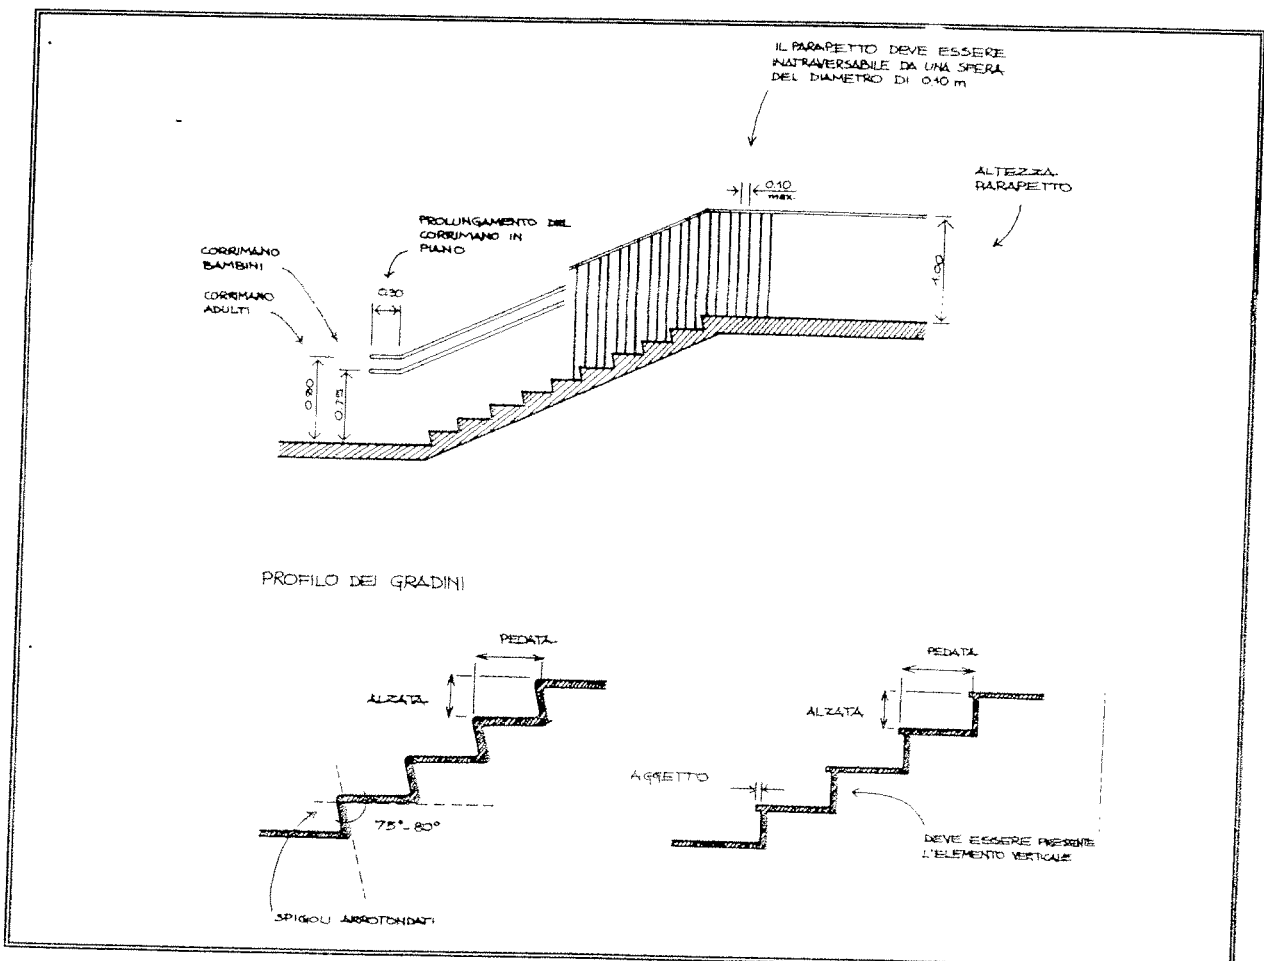 IL PARAPETTO DEVE ESSERE
INATTRAVERSABILE DA UNA SFERA
DEL DIAMETRO DI 0.10 m
ALTEZZA
PARAPETTO
0.10
max.
PROLUNGAMENTO DEL
CORRIMANO IN
PIANO
CORRIMANO
BAMBINI
CORRIMANO
ADULTI
0.30
1.00
0.75
PROFILO DEI GRADINI
PEDATA
ALZATA
75°-80°
SPIGOLI ARROTONDATI
PEDATA
ALZATA
AGGETTO
DEVE ESSERE PRESENTE
L'ELEMENTO VERTICALE